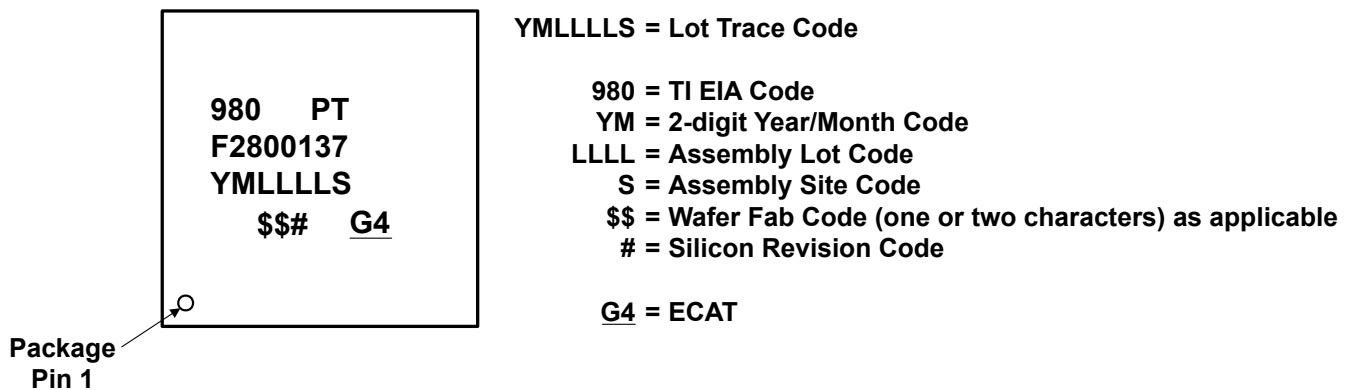 980 PT
F2800137
YMLLLLS
$$# G4
Package
Pin 1
YMLLLLS = Lot Trace Code
980 = TI EIA Code
YM = 2-digit Year/Month Code
LLLL = Assembly Lot Code
S = Assembly Site Code
$$ = Wafer Fab Code (one or two characters) as applicable
# = Silicon Revision Code
G4 = ECAT